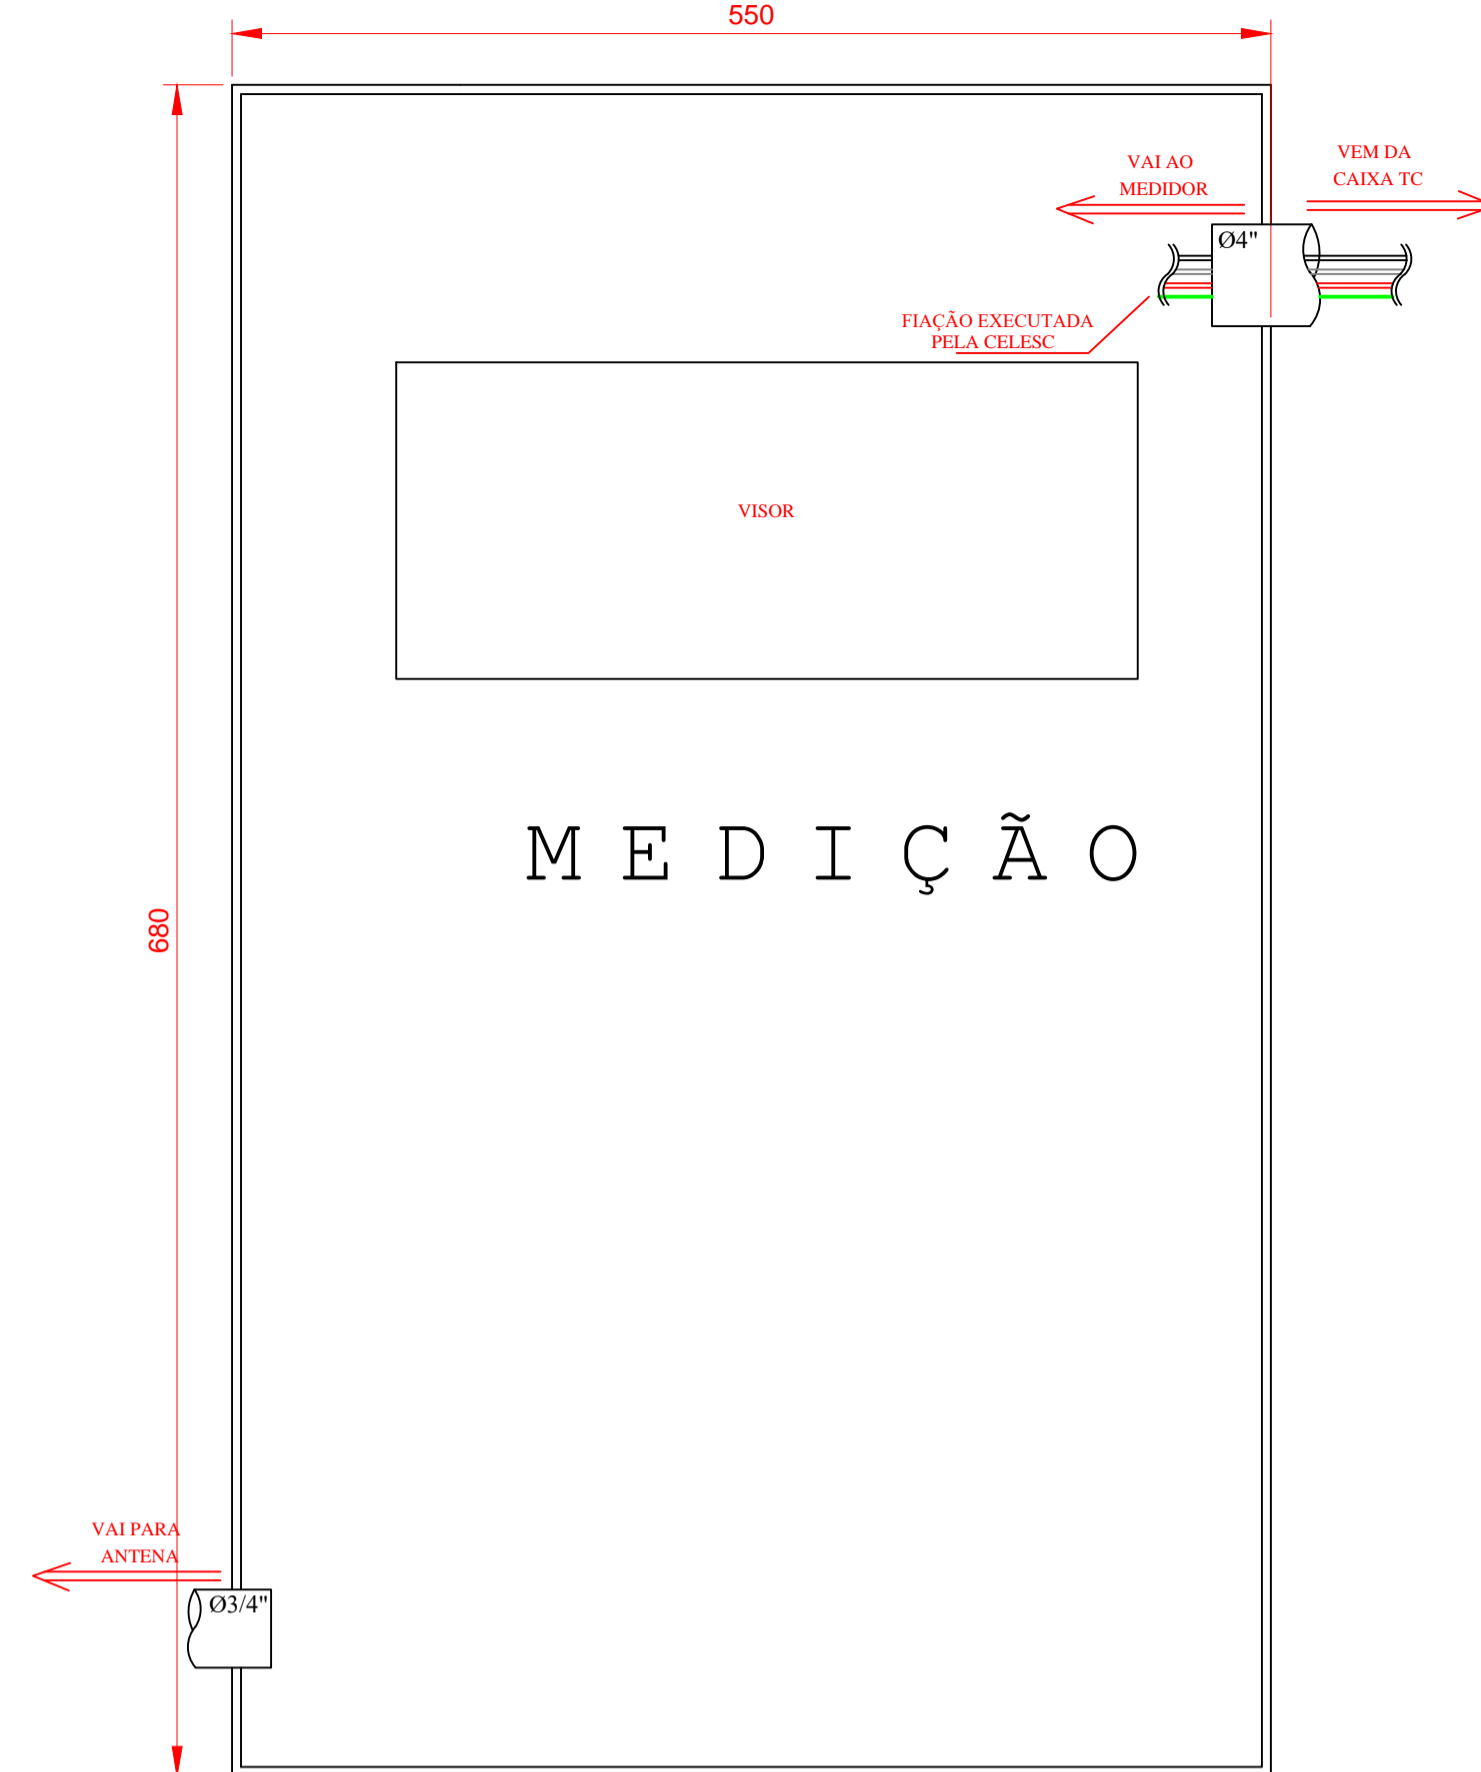 550
VAI AO
MEDIDOR
VEM DA
CAIXA TC
Ø4"
FIAÇÃO EXECUTADA
PELA CELESC
VISOR
MEDIÇÃO
680
VAI PARA
ANTENA
Ø3/4"